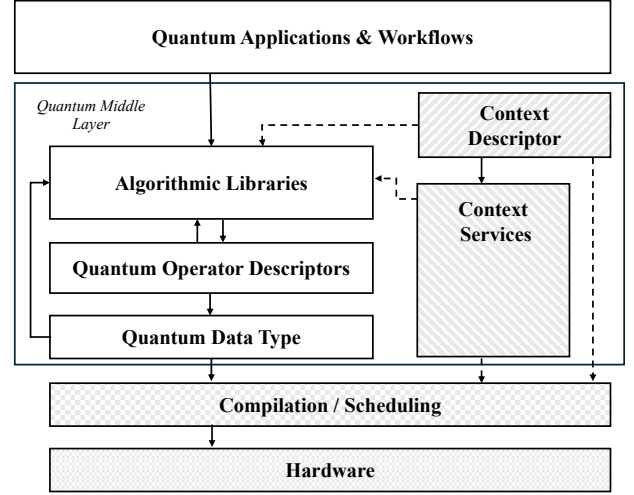 Quantum Applications & Workflows
Quantum Middle
Layer
Context
Descriptor
Algorithmic Libraries
Context
Services
Quantum Operator Descriptors
Quantum Data Type
Compilation / Scheduling
Hardware